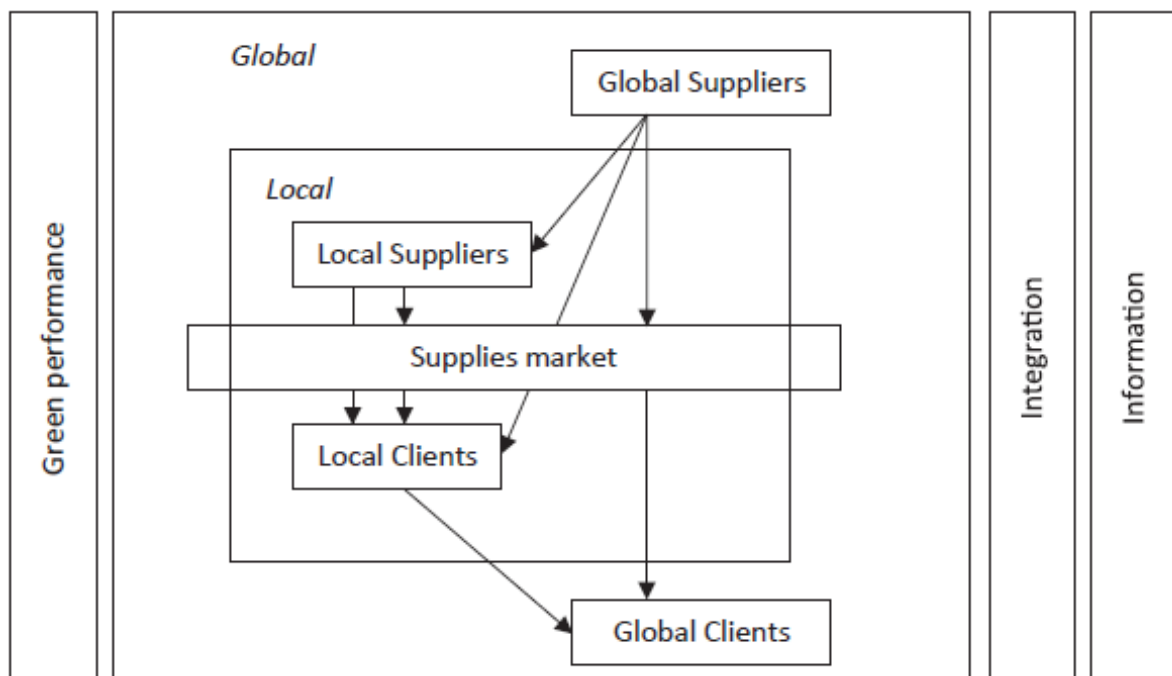 Global
Global Suppliers
Local
Local Suppliers
Supplies market
Local Clients
Global Clients
Green performance
Integration
Information